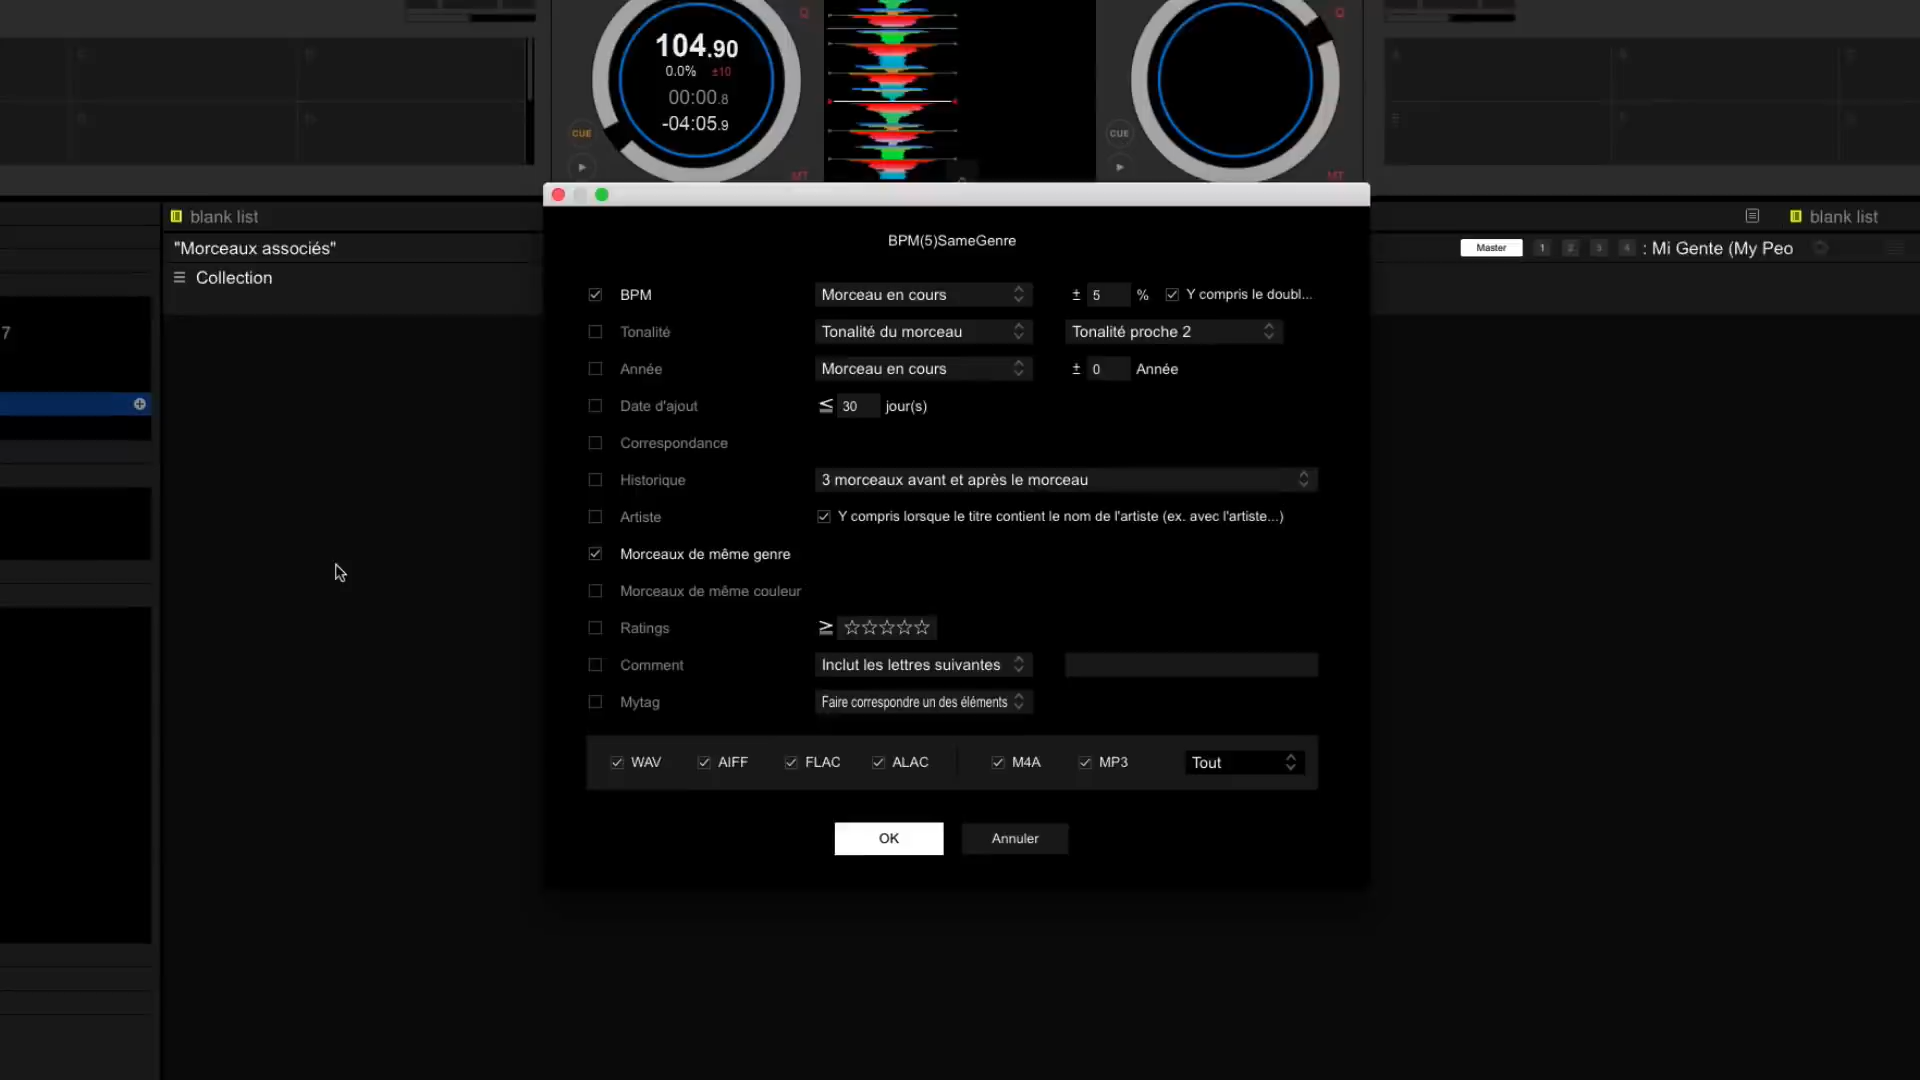 104.90
0.0% ±10
00:00.8
-04:05.9
CUE
CUE
MT
MT
blank list
blank list
"Morceaux associés"
Master 1 2 3 4 : Mi Gente (My Peo
Collection
7
BPM(5)SameGenre
BPM Morceau en cours ± 5 % Y compris le doubl...
Tonalité Tonalité du morceau Tonalité proche 2
Année Morceau en cours ± 0 Année
Date d'ajout ≤ 30 jour(s)
Correspondance
Historique 3 morceaux avant et après le morceau
Artiste Y compris lorsque le titre contient le nom de l'artiste (ex. avec l'artiste...)
Morceaux de même genre
Morceaux de même couleur
Ratings ≥ ☆☆☆☆☆
Comment Inclut les lettres suivantes
Mytag Faire correspondre un des éléments
WAV AIFF FLAC ALAC M4A MP3 Tout
OK Annuler